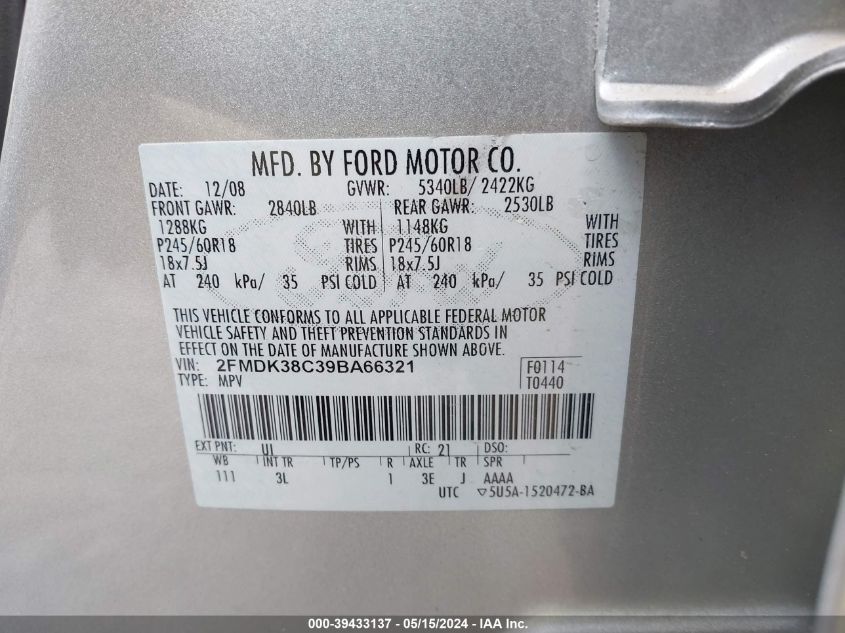 MFD. BY FORD MOTOR CO.
DATE: 12/08 GVWR: 5340LB/ 2422KG
FRONT GAWR: 2840LB REAR GAWR: 2530LB
1288KG WITH 1148KG WITH
P245/60R18 TIRES P245/60R18 TIRES
18x7.5J RIMS 18x7.5J RIMS
AT 240 kPa/ 35 PSI COLD AT 240 kPa/ 35 PSI COLD
THIS VEHICLE CONFORMS TO ALL APPLICABLE FEDERAL MOTOR
VEHICLE SAFETY AND THEFT PREVENTION STANDARDS IN
EFFECT ON THE DATE OF MANUFACTURE SHOWN ABOVE.
VIN: 2FMDK38C39BA66321 F0114
TYPE: MPV T0440
EXT PNT: UI RC: 21 DSO:
WB INT TR TP/PS R AXLE TR SPR
111 3L 1 3E J AAAA
UTC ▽5U5A-1520472-BA
000-39433137 - 05/15/2024 - IAA Inc.